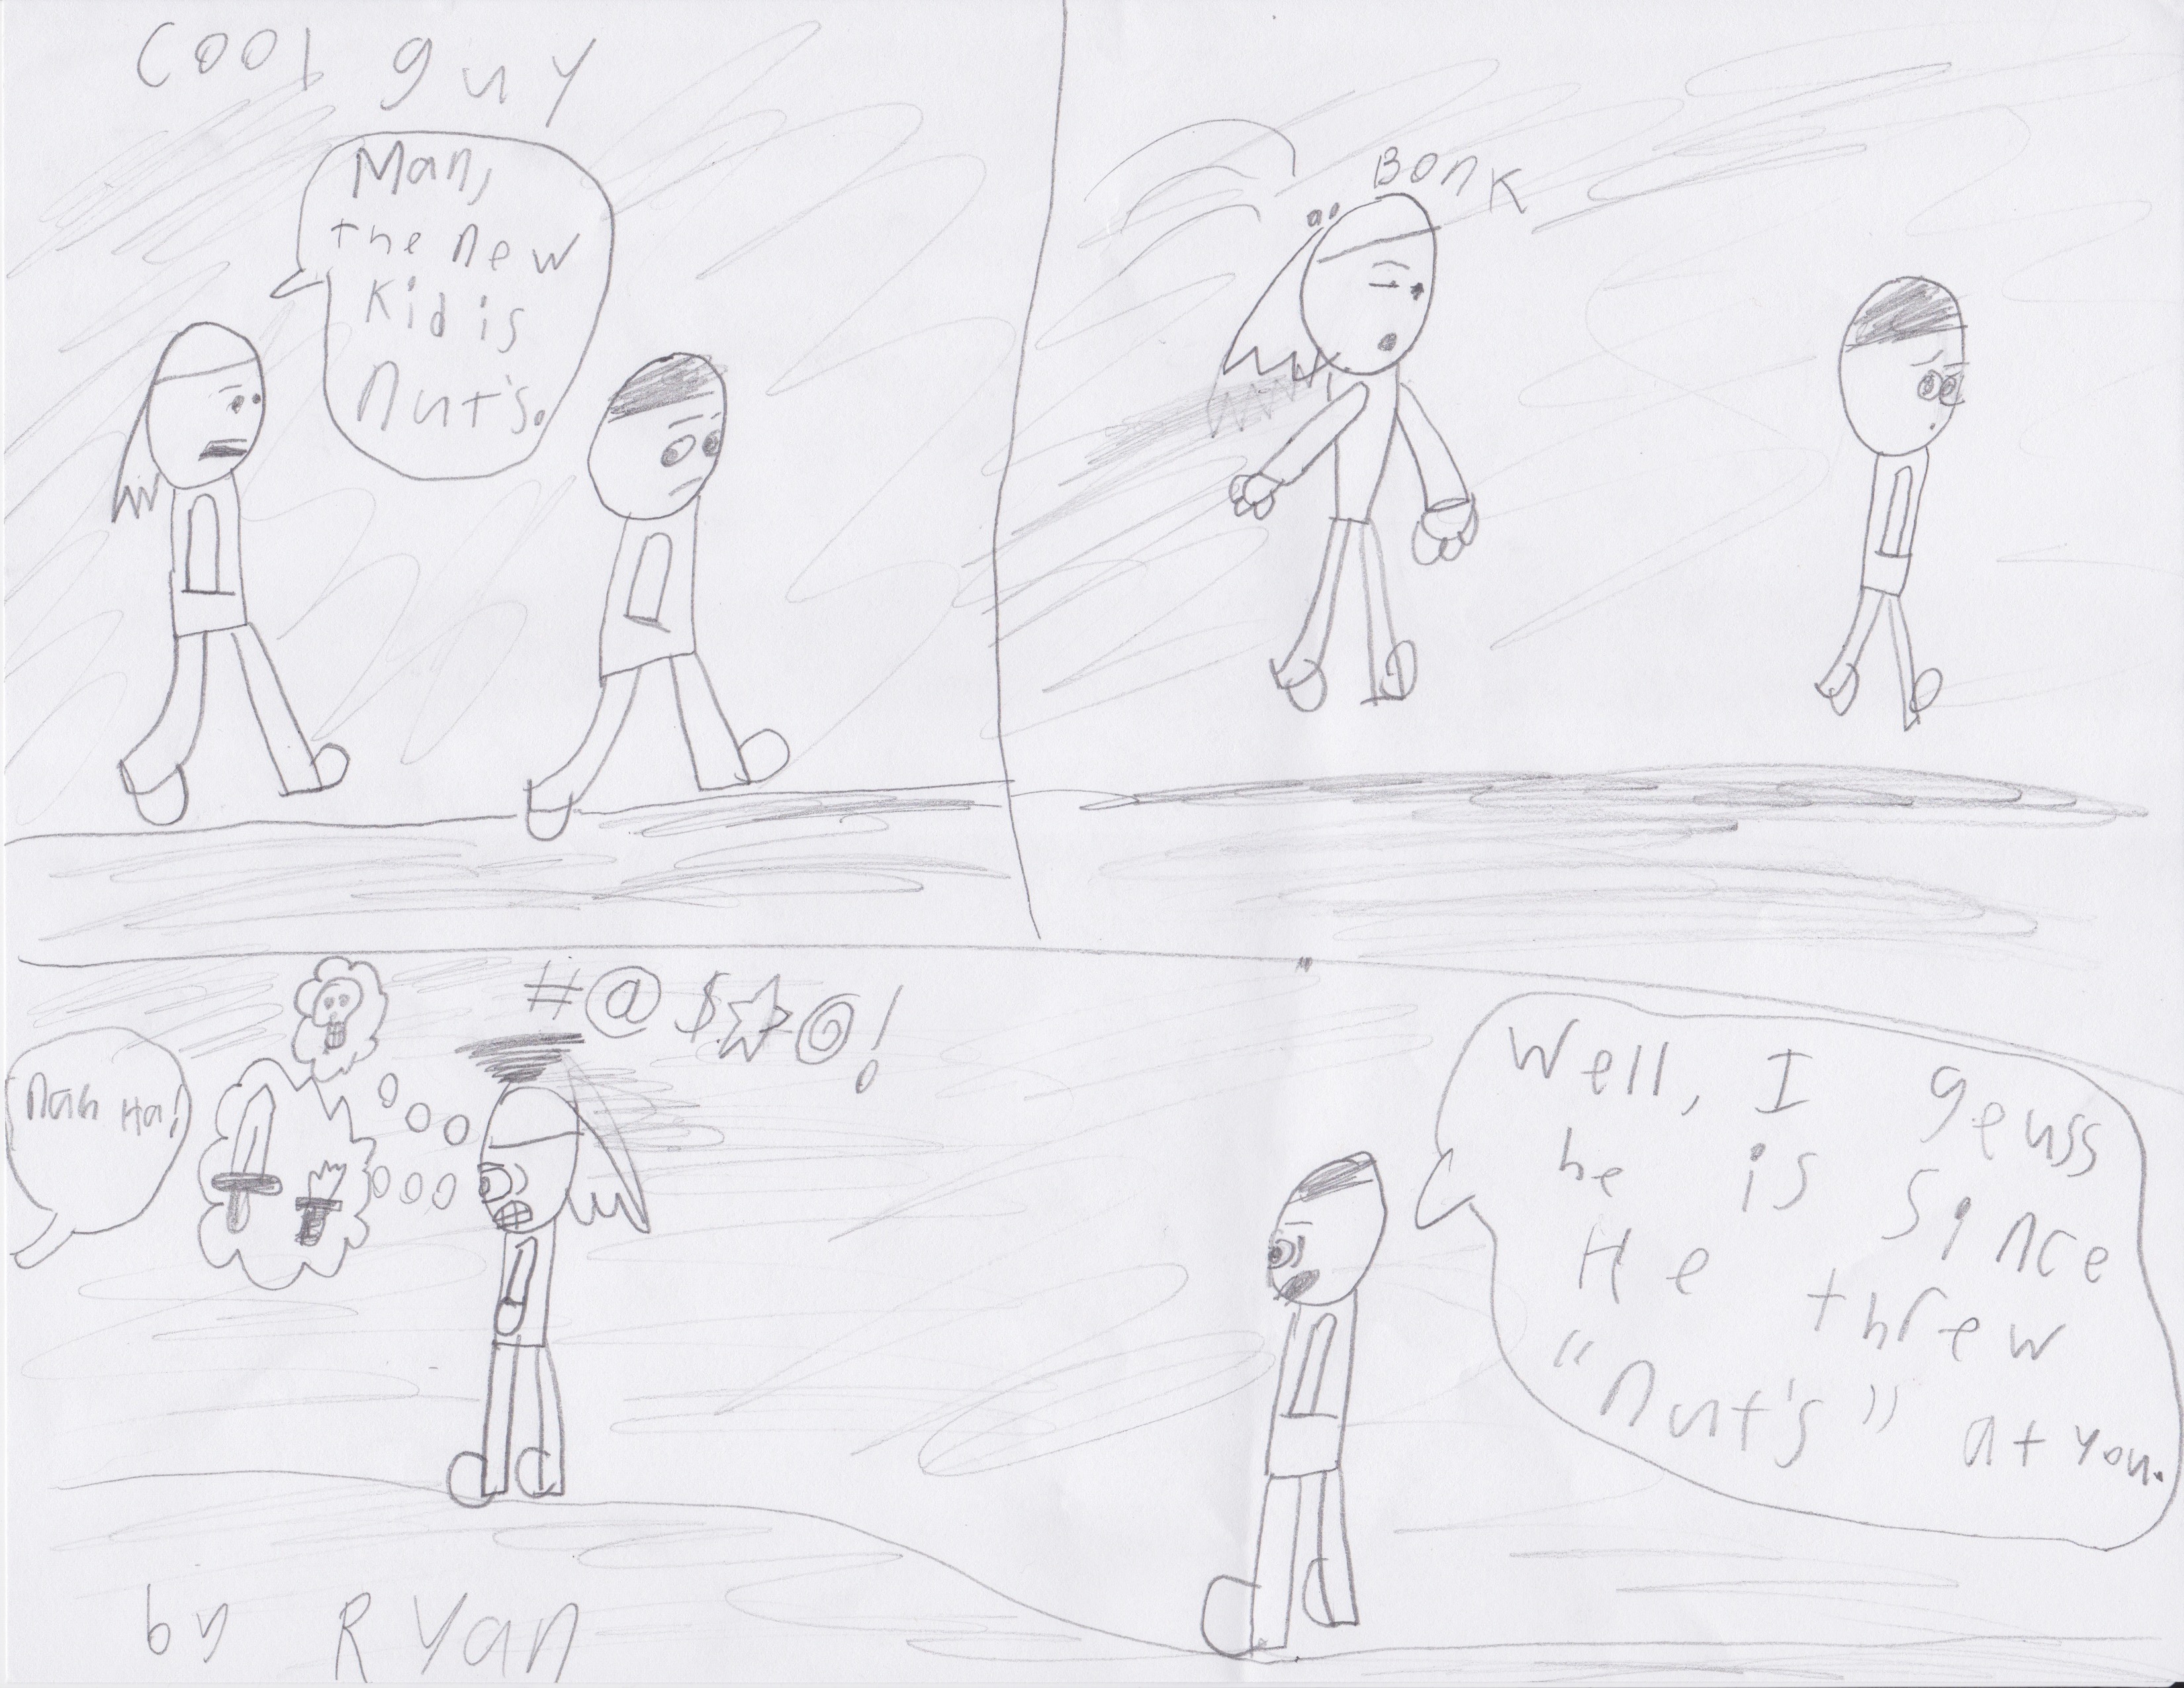 Cool guy
Man,
the new
Kid is
Nut's.
Bonk
#@$☆@!
Nah Ha!
Well, I geuss
he is synce
He threw
"Nut's" at you.
by Ryan